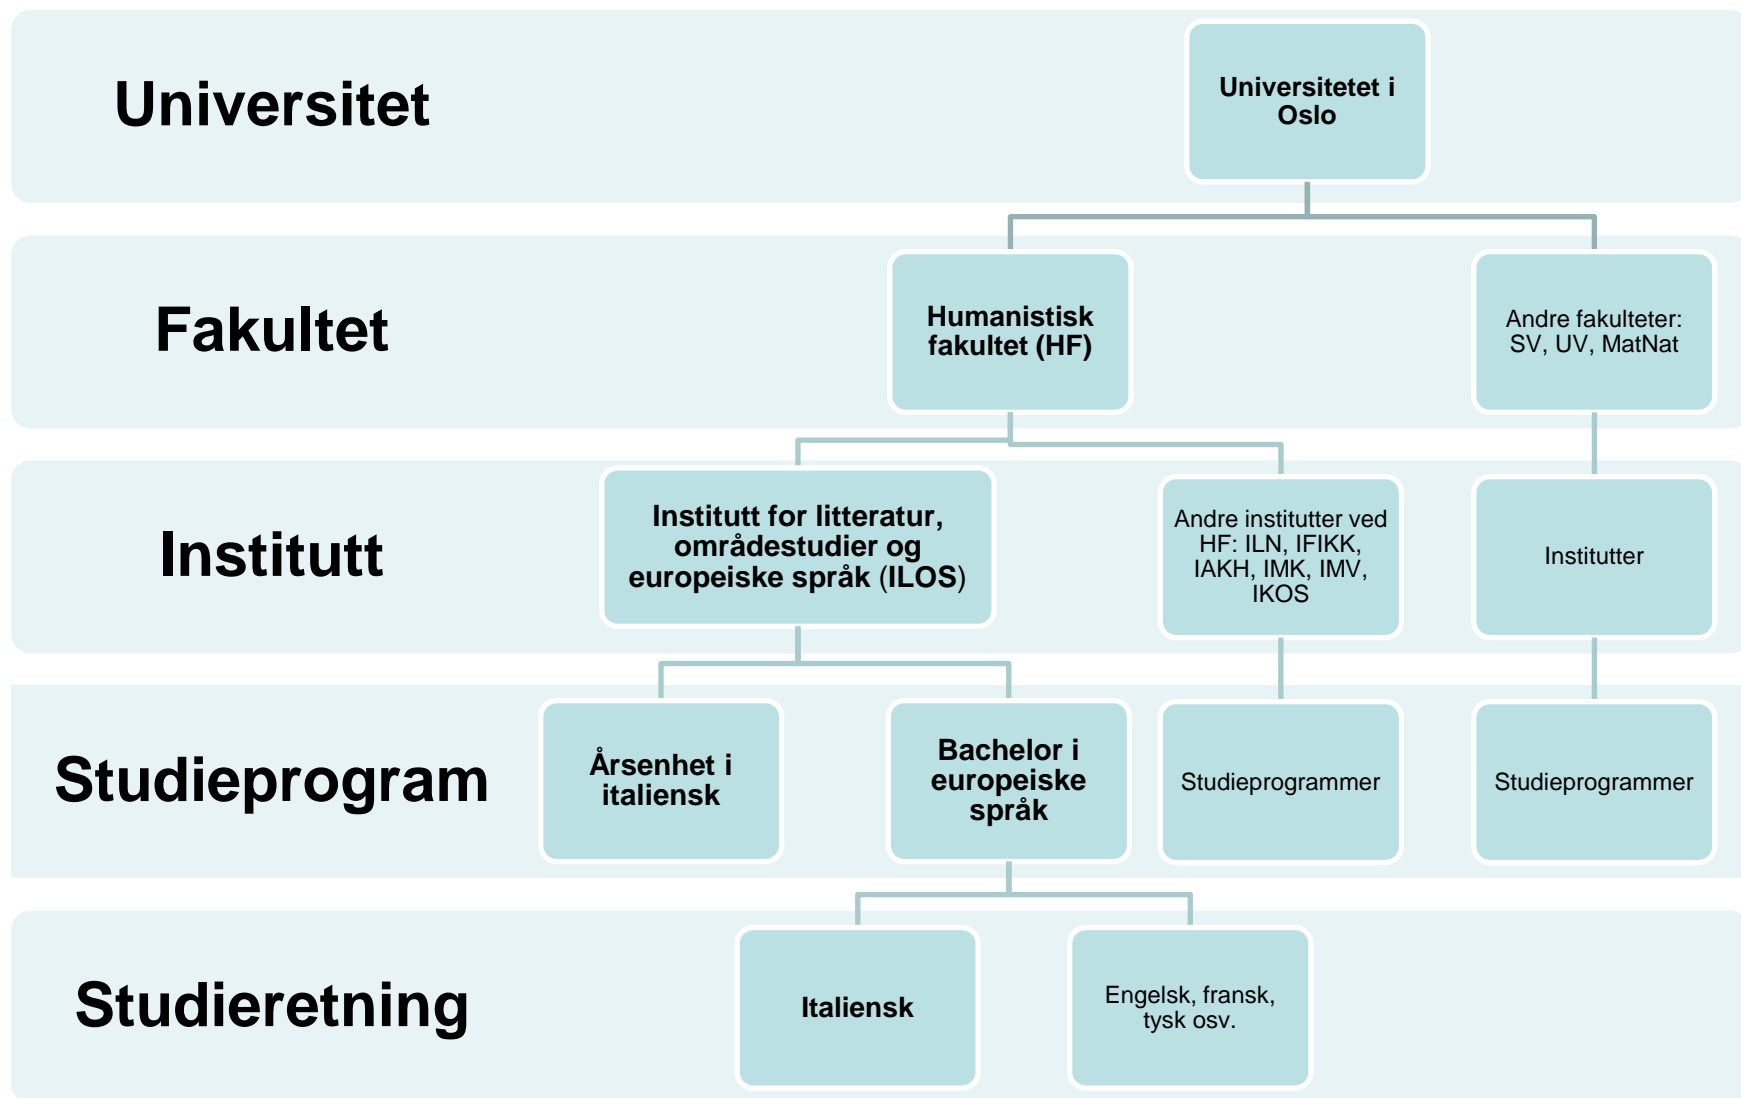 Universitet
Universitetet i
Oslo
Fakultet
Humanistisk
fakultet (HF)
Andre fakulteter:
SV, UV, MatNat
Institutt
Institutt for litteratur,
områdestudier og
europeiske språk (ILOS)
Andre institutter ved
HF: ILN, IFIKK,
IAKH, IMK, IMV,
IKOS
Institutter
Studieprogram
Årsenhet i
italiensk
Bachelor i
europeiske
språk
Studieprogrammer
Studieprogrammer
Studieretning
Italiensk
Engelsk, fransk,
tysk osv.